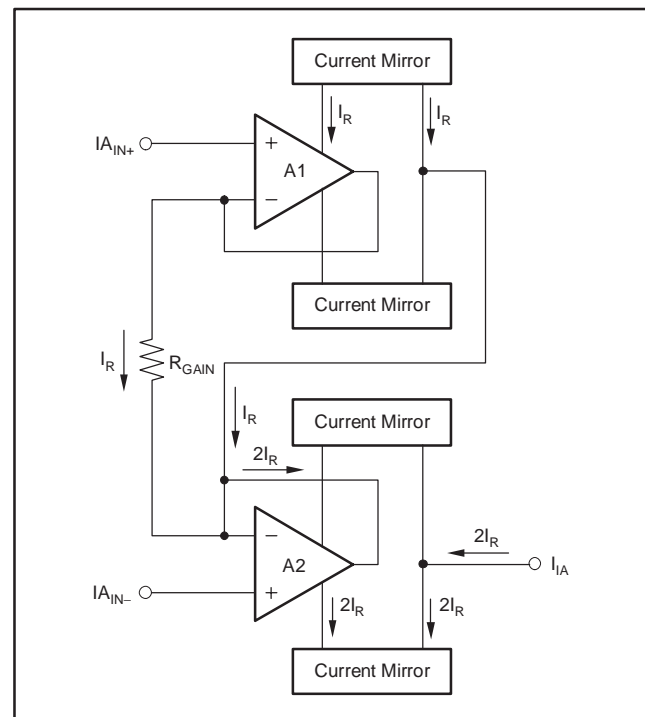 Current Mirror
I_R I_R
IA_IN+
+
A1
−
Current Mirror
I_R
R_GAIN
I_R
Current Mirror
2I_R
−
A2
2I_R
I_IA
IA_IN−
+
2I_R 2I_R
Current Mirror